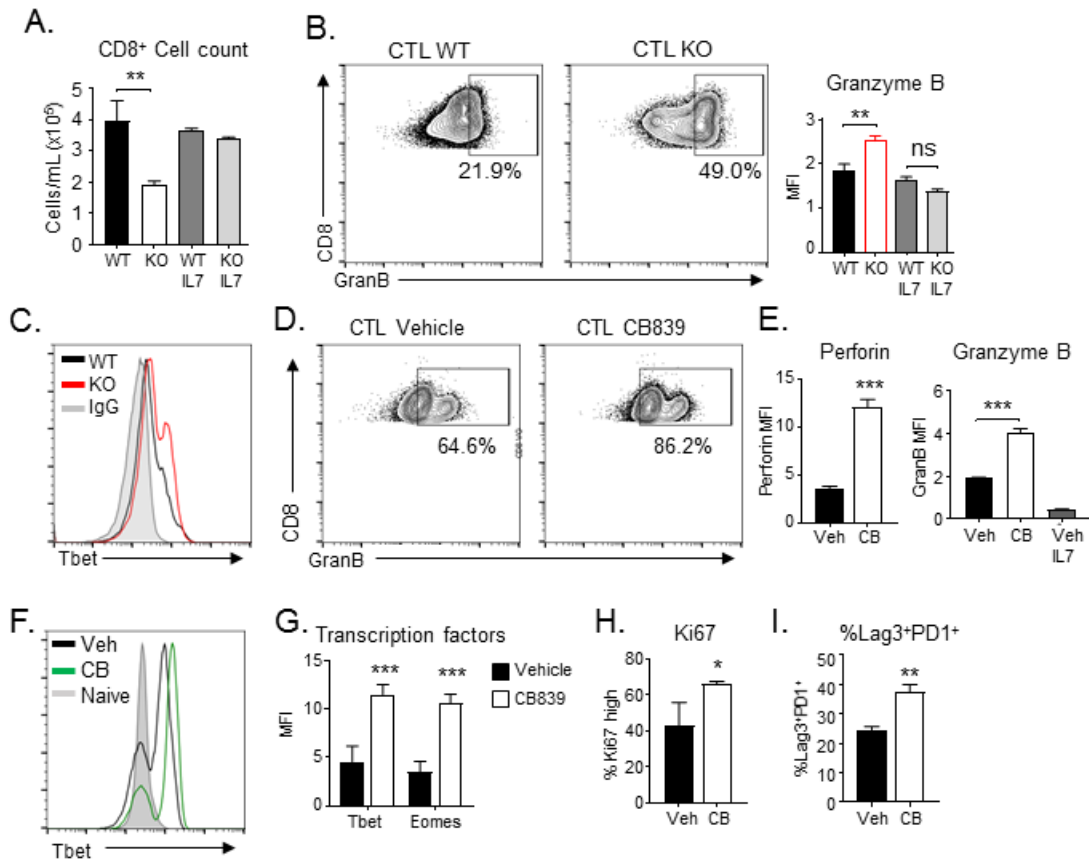 A.
CD8⁺ Cell count
**
5
4
3
2
1
0
Cells/mL (x10⁵)
WT
KO
WT IL7
KO IL7
B.
CTL WT
CTL KO
21.9%
49.0%
CD8
GranB
Granzyme B
**
ns
3
2
1
0
MFI
WT
KO
WT IL7
KO IL7
C.
WT
KO
IgG
Tbet
D.
CTL Vehicle
CTL CB839
64.6%
86.2%
CD8
GranB
E.
Perforin
***
15
10
5
0
Perforin MFI
Veh
CB
Granzyme B
***
6
4
2
0
GranB MFI
Veh
CB
Veh IL7
F.
Veh
CB
Naive
Tbet
G.
Transcription factors
***
***
15
10
5
0
MFI
Tbet
Eomes
Vehicle
CB839
H.
Ki67
*
80
60
40
20
0
% Ki67 high
Veh
CB
I.
%Lag3⁺PD1⁺
**
50
40
30
20
10
0
%Lag3⁺PD1⁺
Veh
CB